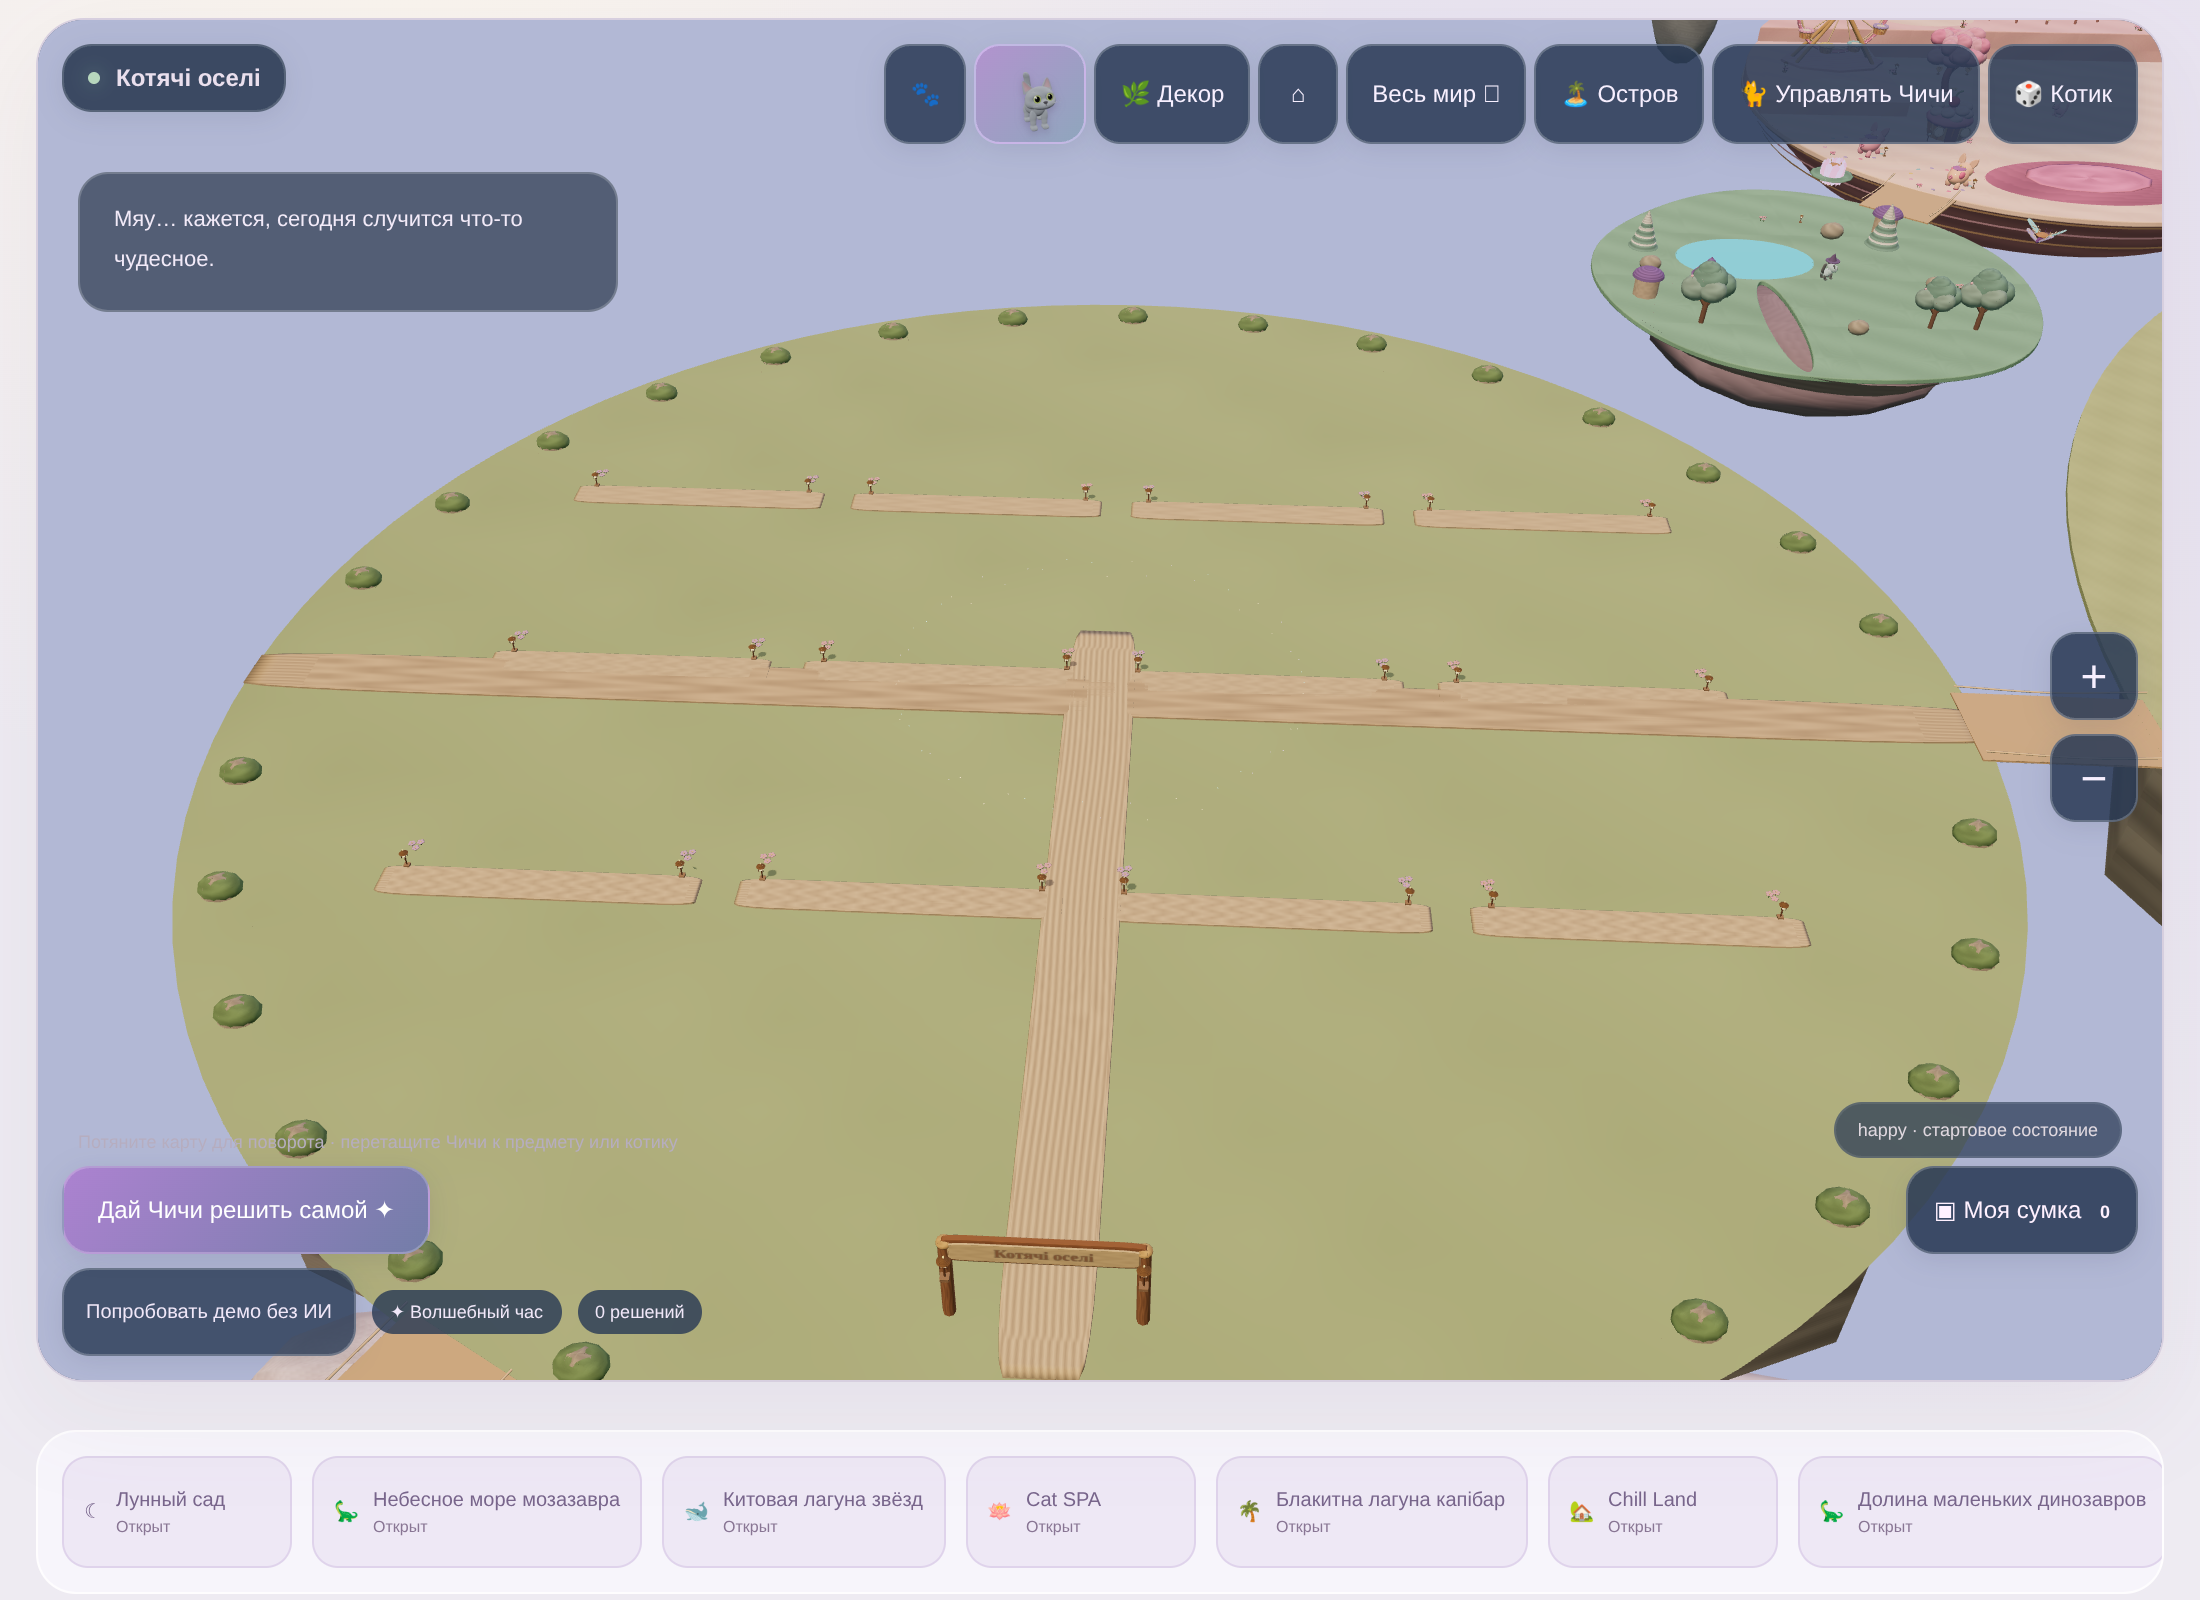 Котячі оселі
Декор
Весь мир
Остров
Управлять Чичи
Котик
Мяу… кажется, сегодня случится что-то
чудесное.
+
−
Потяните карту для поворота · перетащите Чичи к предмету или котику
happy · стартовое состояние
Дай Чичи решить самой ✦
Моя сумка 0
Котячі оселі
Попробовать демо без ИИ
✦ Волшебный час
0 решений
Лунный сад
Открыт
Небесное море мозазавра
Открыт
Китовая лагуна звёзд
Открыт
Cat SPA
Открыт
Блакитна лагуна капібар
Открыт
Chill Land
Открыт
Долина маленьких динозавров
Открыт